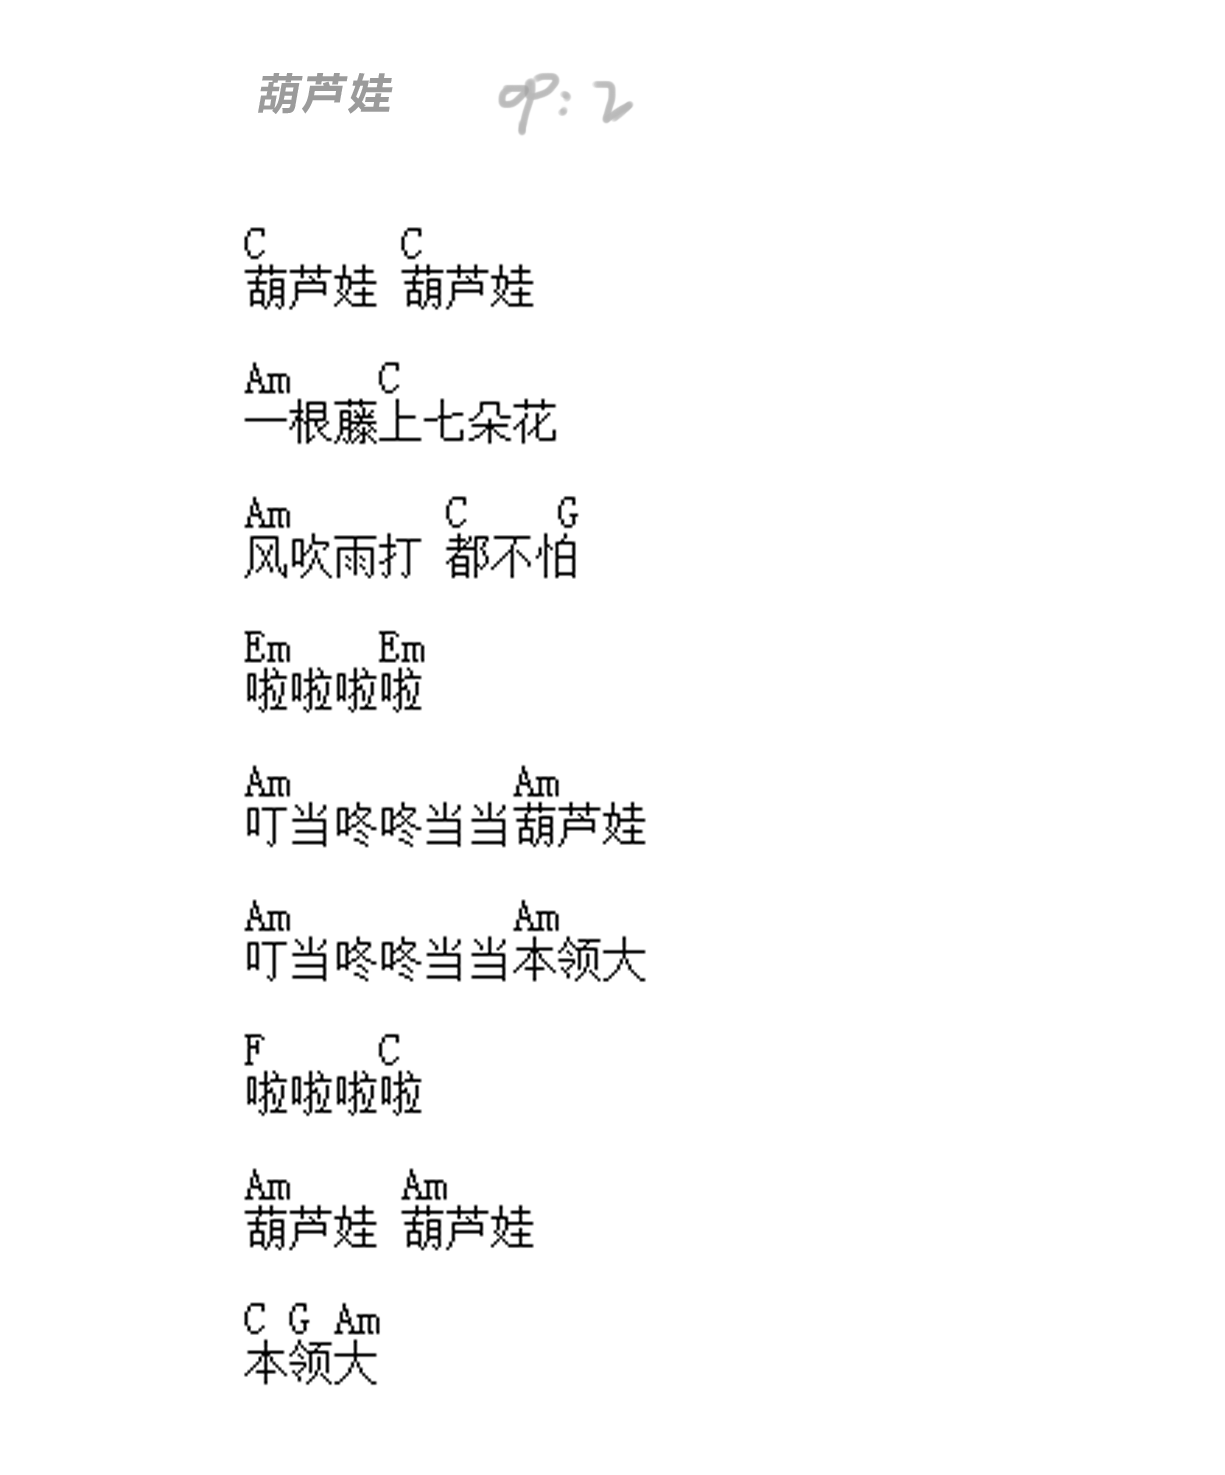 葫芦娃 op: 2
C C
葫芦娃 葫芦娃
Am C
一根藤上七朵花
Am C G
风吹雨打 都不怕
Em Em
啦啦啦啦
Am Am
叮当咚咚当当葫芦娃
Am Am
叮当咚咚当当本领大
F C
啦啦啦啦
Am Am
葫芦娃 葫芦娃
C G Am
本领大